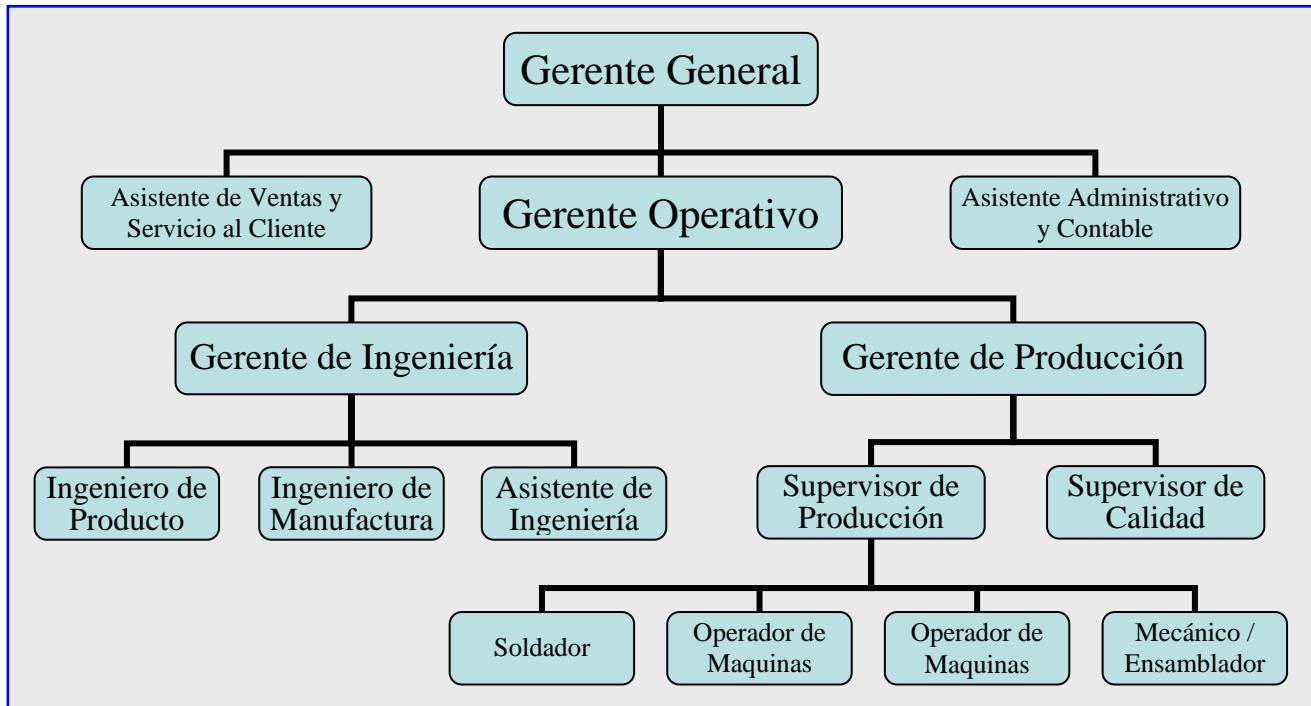 Gerente General
Asistente de Ventas y
Servicio al Cliente
Gerente Operativo
Asistente Administrativo
y Contable
Gerente de Ingeniería
Gerente de Producción
Ingeniero de
Producto
Ingeniero de
Manufactura
Asistente de
Ingeniería
Supervisor de
Producción
Supervisor de
Calidad
Soldador
Operador de
Maquinas
Operador de
Maquinas
Mecánico /
Ensamblador